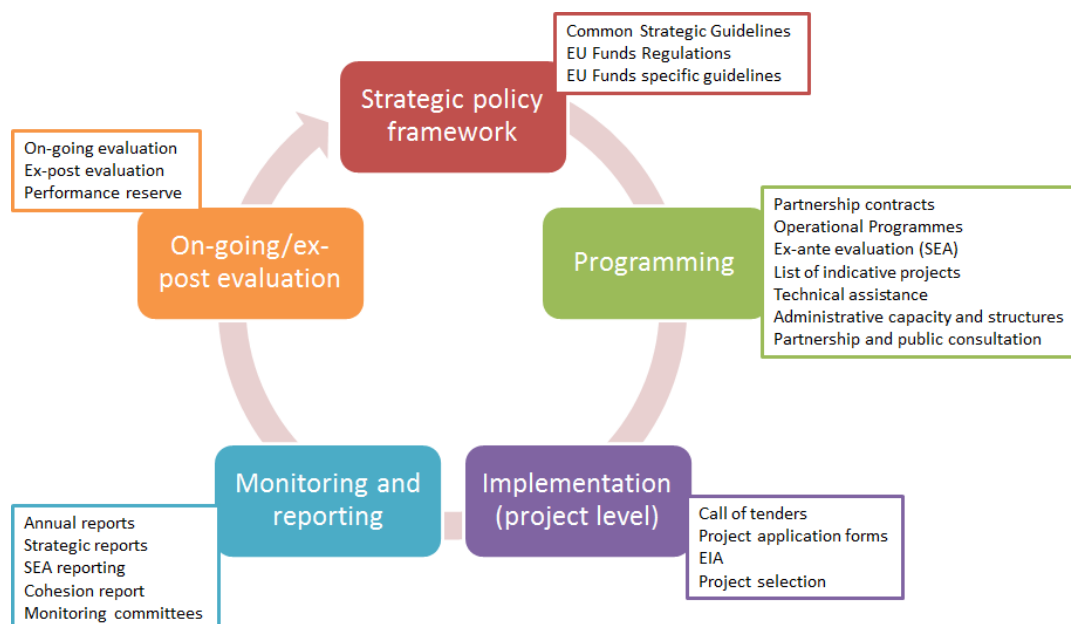 Common Strategic Guidelines
EU Funds Regulations
EU Funds specific guidelines
Strategic policy
framework
On-going evaluation
Ex-post evaluation
Performance reserve
On-going/ex-
post evaluation
Programming
Partnership contracts
Operational Programmes
Ex-ante evaluation (SEA)
List of indicative projects
Technical assistance
Administrative capacity and structures
Partnership and public consultation
Monitoring and
reporting
Implementation
(project level)
Annual reports
Strategic reports
SEA reporting
Cohesion report
Monitoring committees
Call of tenders
Project application forms
EIA
Project selection